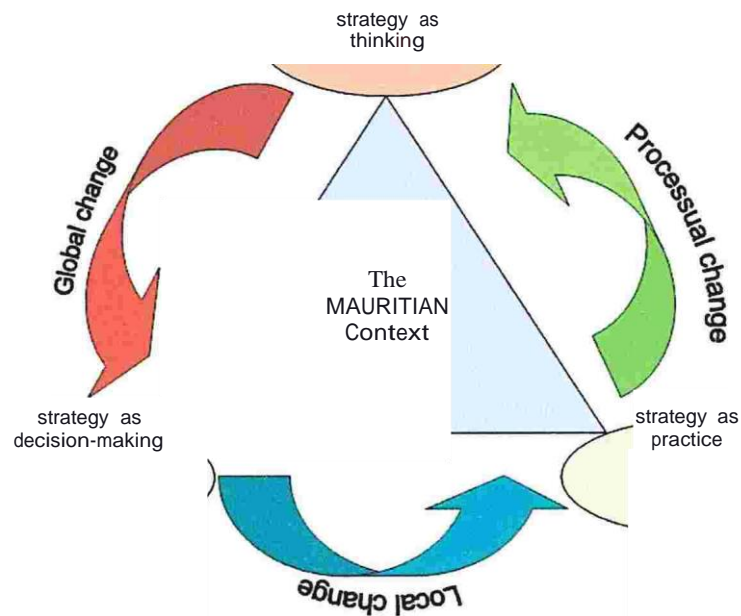 strategy as
thinking
Global change
Processual change
The
MAURITIAN
Context
strategy as
decision-making
strategy as
practice
Local change